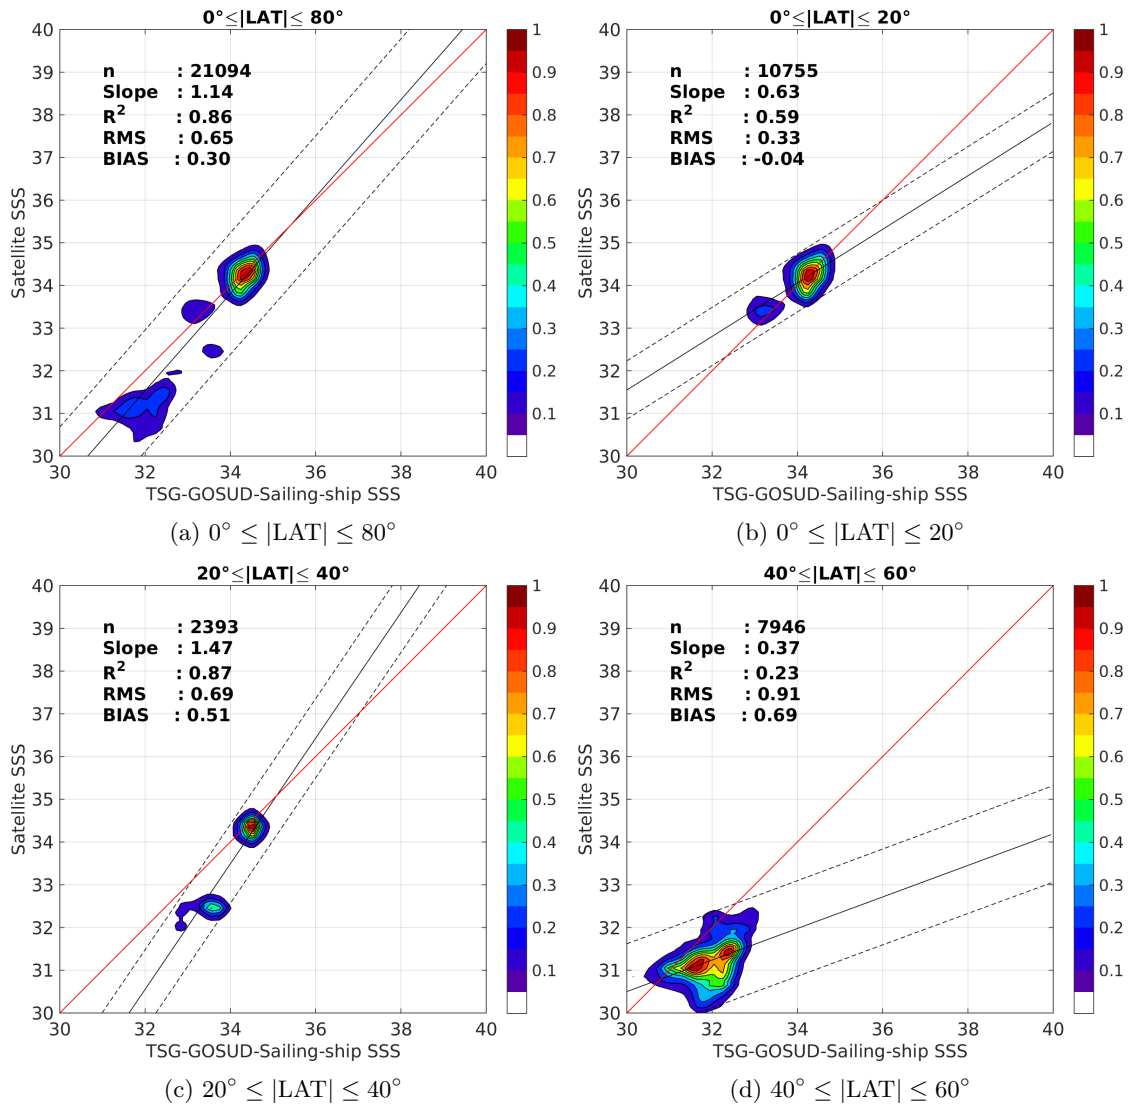 0°≤|LAT|≤ 80°
n : 21094
Slope : 1.14
R² : 0.86
RMS : 0.65
BIAS : 0.30
Satellite SSS
40
39
38
37
36
35
34
33
32
31
30
30 32 34 36 38 40
TSG-GOSUD-Sailing-ship SSS
1
0.9
0.8
0.7
0.6
0.5
0.4
0.3
0.2
0.1
(a) 0° ≤ |LAT| ≤ 80°
0°≤|LAT|≤ 20°
n : 10755
Slope : 0.63
R² : 0.59
RMS : 0.33
BIAS : -0.04
Satellite SSS
40
39
38
37
36
35
34
33
32
31
30
30 32 34 36 38 40
TSG-GOSUD-Sailing-ship SSS
1
0.9
0.8
0.7
0.6
0.5
0.4
0.3
0.2
0.1
(b) 0° ≤ |LAT| ≤ 20°
20°≤|LAT|≤ 40°
n : 2393
Slope : 1.47
R² : 0.87
RMS : 0.69
BIAS : 0.51
Satellite SSS
40
39
38
37
36
35
34
33
32
31
30
30 32 34 36 38 40
TSG-GOSUD-Sailing-ship SSS
1
0.9
0.8
0.7
0.6
0.5
0.4
0.3
0.2
0.1
(c) 20° ≤ |LAT| ≤ 40°
40°≤|LAT|≤ 60°
n : 7946
Slope : 0.37
R² : 0.23
RMS : 0.91
BIAS : 0.69
Satellite SSS
40
39
38
37
36
35
34
33
32
31
30
30 32 34 36 38 40
TSG-GOSUD-Sailing-ship SSS
1
0.9
0.8
0.7
0.6
0.5
0.4
0.3
0.2
0.1
(d) 40° ≤ |LAT| ≤ 60°